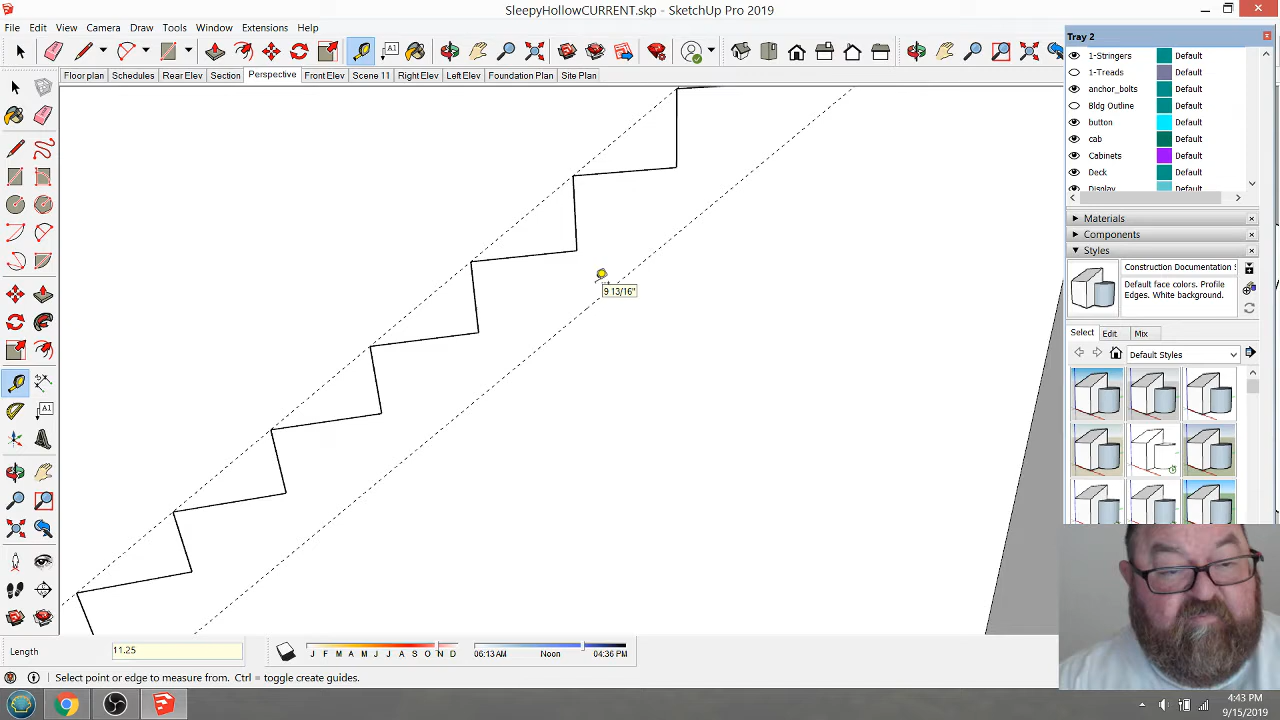 SleepyHollowCURRENT.skp - SketchUp Pro 2019
File Edit View Camera Draw Tools Window Extensions Help
Floor plan Schedules Rear Elev Section Perspective Front Elev Scene 11 Right Elev Left Elev Foundation Plan Site Plan
Tray 2
1-Stringers Default
1-Treads Default
anchor_bolts Default
Bldg Outline Default
button Default
cab Default
Cabinets Default
Deck Default
Display Default
Materials
Components
Styles
Construction Documentation
Default face colors. Profile
Edges. White background.
Select Edit Mix
Default Styles
9 13/16"
Length 11.25
J F M A M J J A S O N D 06:13 AM Noon 04:36 PM
Select point or edge to measure from. Ctrl = toggle create guides.
4:43 PM
9/15/2019